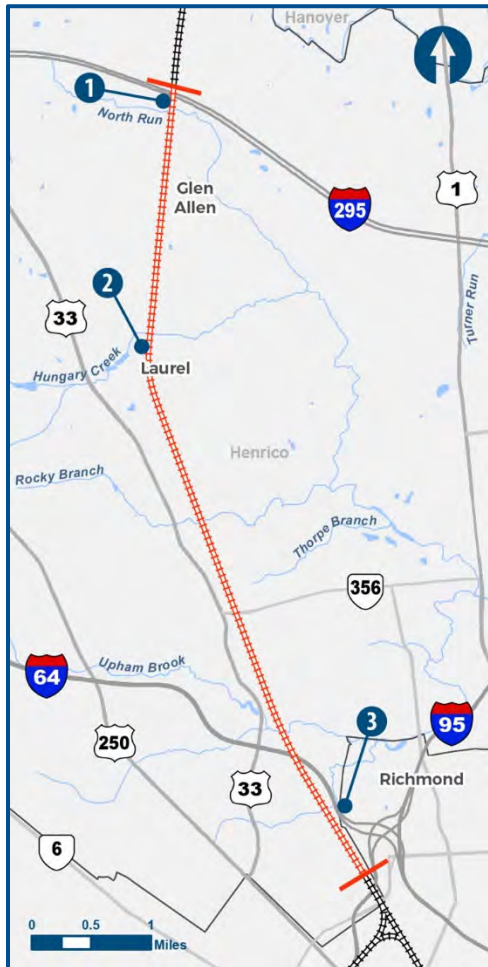 Hanover
1
North Run
Glen
Allen
1
295
Turner Run
33
2
Hungary Creek
Laurel
Henrico
Rocky Branch
Thorpe Branch
356
Upham Brook
64
3
95
250
Richmond
33
6
0 0.5 1
Miles